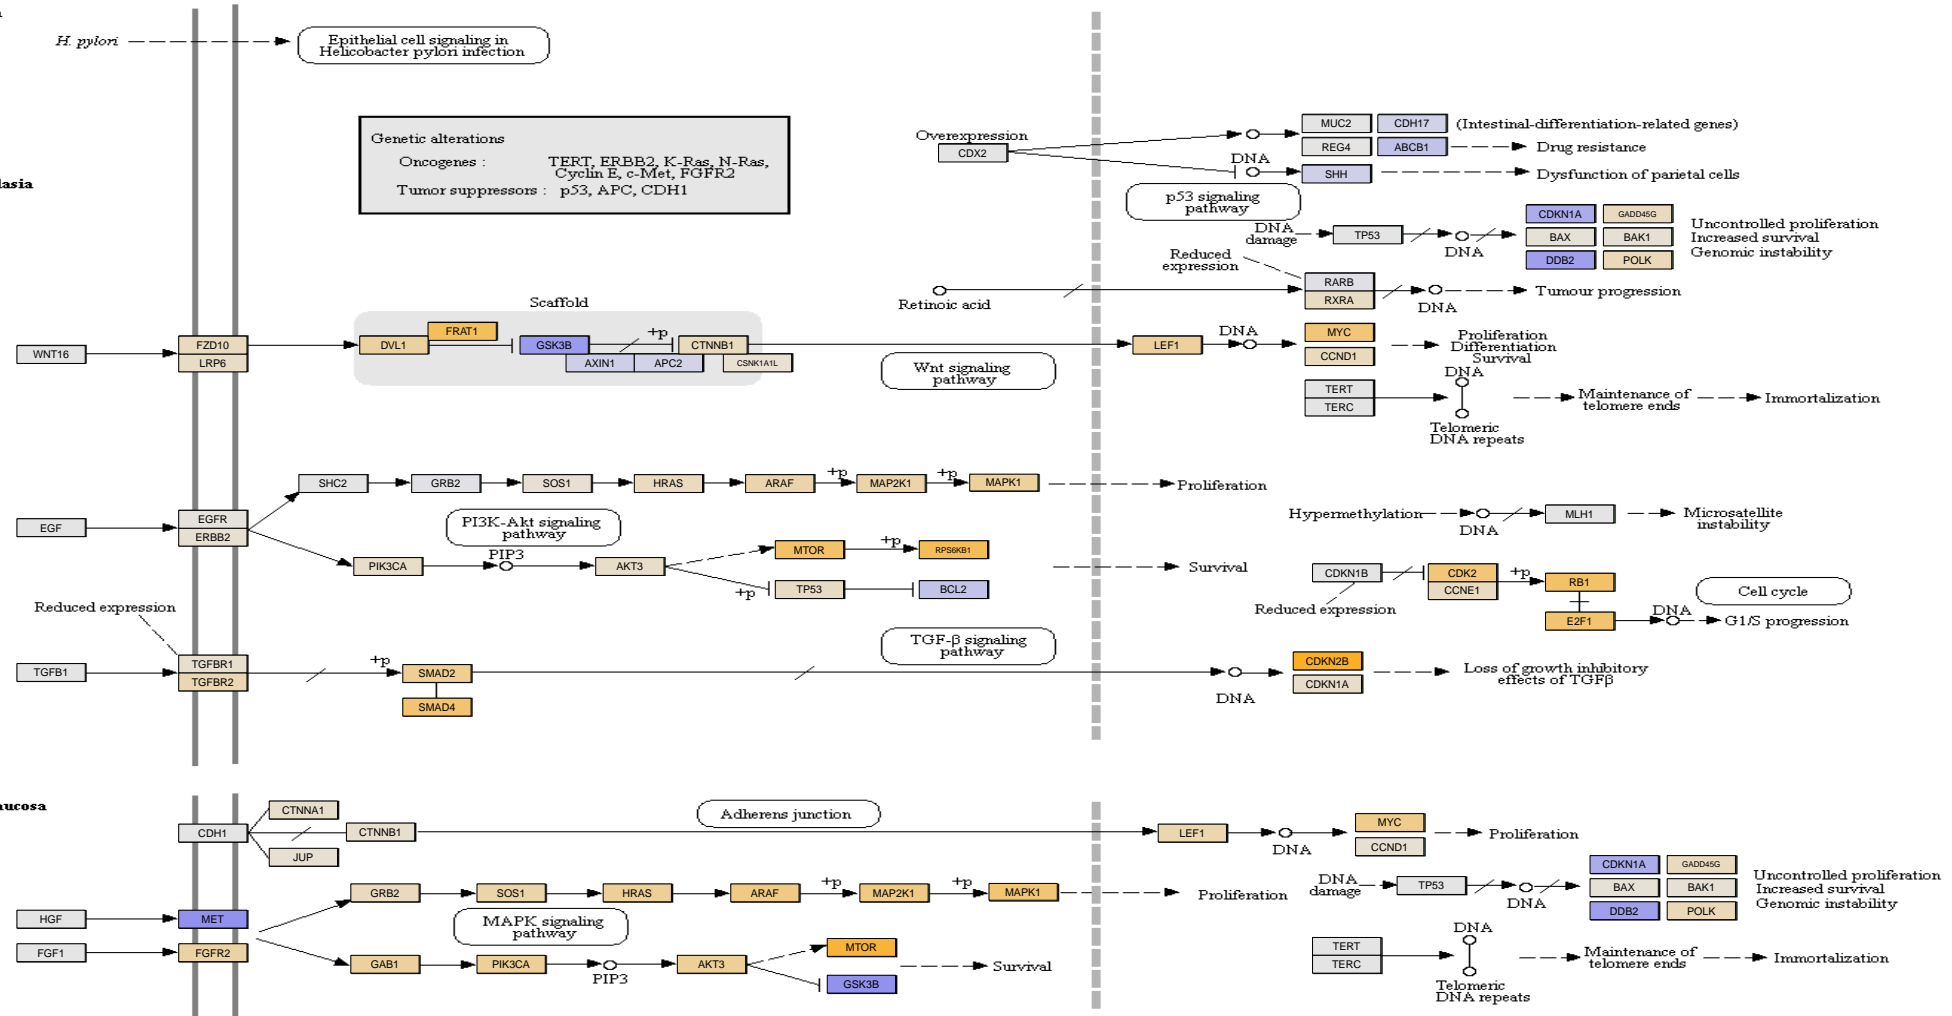 n
H. pylori
Epithelial cell signaling in
Helicobacter pylori infection
Genetic alterations
Oncogenes :
TERT, ERBB2, K-Ras, N-Ras,
Cyclin E, c-Met, FGFR2
Tumor suppressors : p53, APC, CDH1
lasia
Overexpression
CDX2
DNA
MUC2
CDH17
(Intestinal-differentiation-related genes)
REG4
ABCB1
Drug resistance
SHH
Dysfunction of parietal cells
p53 signaling
pathway
DNA
damage
TP53
DNA
CDKN1A
GADD45G
BAX
BAK1
DDB2
POLK
Uncontrolled proliferation
Increased survival
Genomic instability
Reduced
expression
Retinoic acid
RARB
RXRA
DNA
Tumour progression
Scaffold
WNT16
FZD10
LRP6
DVL1
FRAT1
GSK3B
+p
CTNNB1
AXIN1
APC2
CSNK1A1L
Wnt signaling
pathway
LEF1
DNA
MYC
CCND1
Proliferation
Differentiation
Survival
TERT
TERC
DNA
Telomeric
DNA repeats
Maintenance of
telomere ends
Immortalization
SHC2
GRB2
SOS1
HRAS
ARAF
+p
MAP2K1
+p
MAPK1
Proliferation
EGF
EGFR
ERBB2
PI3K-Akt signaling
pathway
PIK3CA
PIP3
AKT3
MTOR
+p
RPS6KB1
+p
TP53
BCL2
Survival
Hypermethylation
DNA
MLH1
Microsatellite
instability
CDKN1B
Reduced expression
CDK2
CCNE1
+p
RB1
E2F1
DNA
Cell cycle
G1/S progression
Reduced expression
TGFB1
TGFBR1
TGFBR2
+p
SMAD2
SMAD4
TGF-β signaling
pathway
DNA
CDKN2B
CDKN1A
Loss of growth inhibitory
effects of TGFβ
ucosa
CDH1
CTNNA1
CTNNB1
JUP
Adherens junction
LEF1
DNA
MYC
CCND1
Proliferation
HGF
MET
FGF1
FGFR2
GRB2
SOS1
HRAS
ARAF
+p
MAP2K1
+p
MAPK1
Proliferation
MAPK signaling
pathway
GAB1
PIK3CA
PIP3
AKT3
MTOR
GSK3B
Survival
DNA
damage
TP53
DNA
CDKN1A
GADD45G
BAX
BAK1
DDB2
POLK
Uncontrolled proliferation
Increased survival
Genomic instability
TERT
TERC
DNA
Telomeric
DNA repeats
Maintenance of
telomere ends
Immortalization